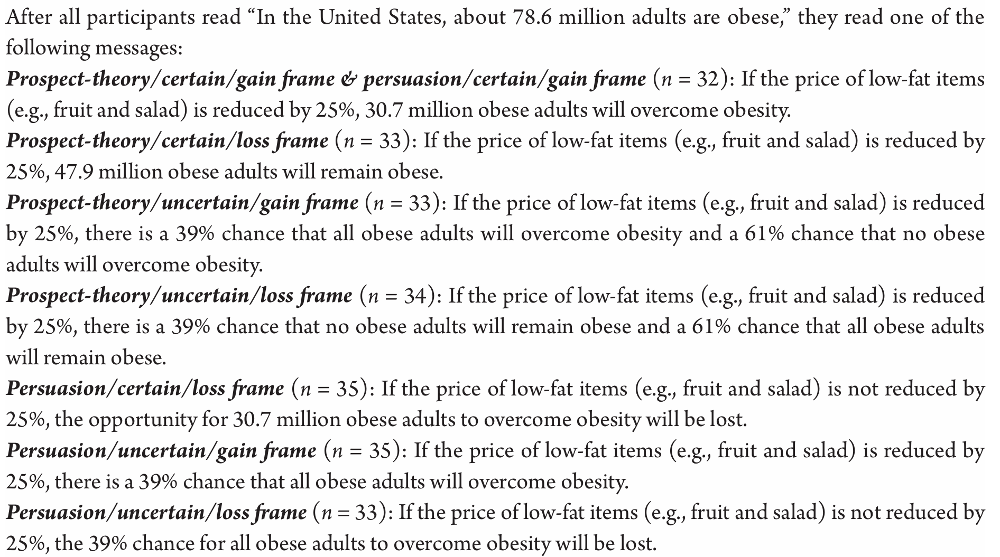 After all participants read “In the United States, about 78.6 million adults are obese,” they read one of the
following messages:
Prospect-theory/certain/gain frame & persuasion/certain/gain frame (n = 32): If the price of low-fat items
(e.g., fruit and salad) is reduced by 25%, 30.7 million obese adults will overcome obesity.
Prospect-theory/certain/loss frame (n = 33): If the price of low-fat items (e.g., fruit and salad) is reduced by
25%, 47.9 million obese adults will remain obese.
Prospect-theory/uncertain/gain frame (n = 33): If the price of low-fat items (e.g., fruit and salad) is reduced
by 25%, there is a 39% chance that all obese adults will overcome obesity and a 61% chance that no obese
adults will overcome obesity.
Prospect-theory/uncertain/loss frame (n = 34): If the price of low-fat items (e.g., fruit and salad) is reduced
by 25%, there is a 39% chance that no obese adults will remain obese and a 61% chance that all obese adults
will remain obese.
Persuasion/certain/loss frame (n = 35): If the price of low-fat items (e.g., fruit and salad) is not reduced by
25%, the opportunity for 30.7 million obese adults to overcome obesity will be lost.
Persuasion/uncertain/gain frame (n = 35): If the price of low-fat items (e.g., fruit and salad) is reduced by
25%, there is a 39% chance that all obese adults will overcome obesity.
Persuasion/uncertain/loss frame (n = 33): If the price of low-fat items (e.g., fruit and salad) is not reduced by
25%, the 39% chance for all obese adults to overcome obesity will be lost.